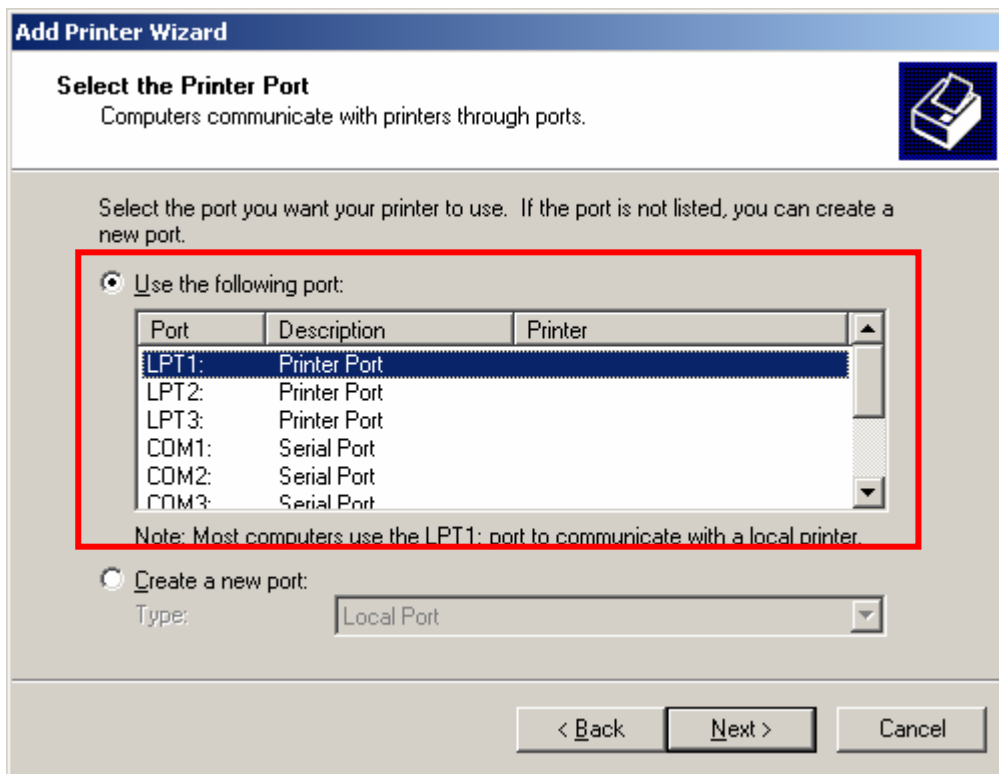 Add Printer Wizard
Select the Printer Port
Computers communicate with printers through ports.
Select the port you want your printer to use. If the port is not listed, you can create a
new port.
Use the following port:
Port Description Printer
LPT1: Printer Port
LPT2: Printer Port
LPT3: Printer Port
COM1: Serial Port
COM2: Serial Port
COM3: Serial Port
Note: Most computers use the LPT1: port to communicate with a local printer.
Create a new port:
Type: Local Port
< Back Next > Cancel